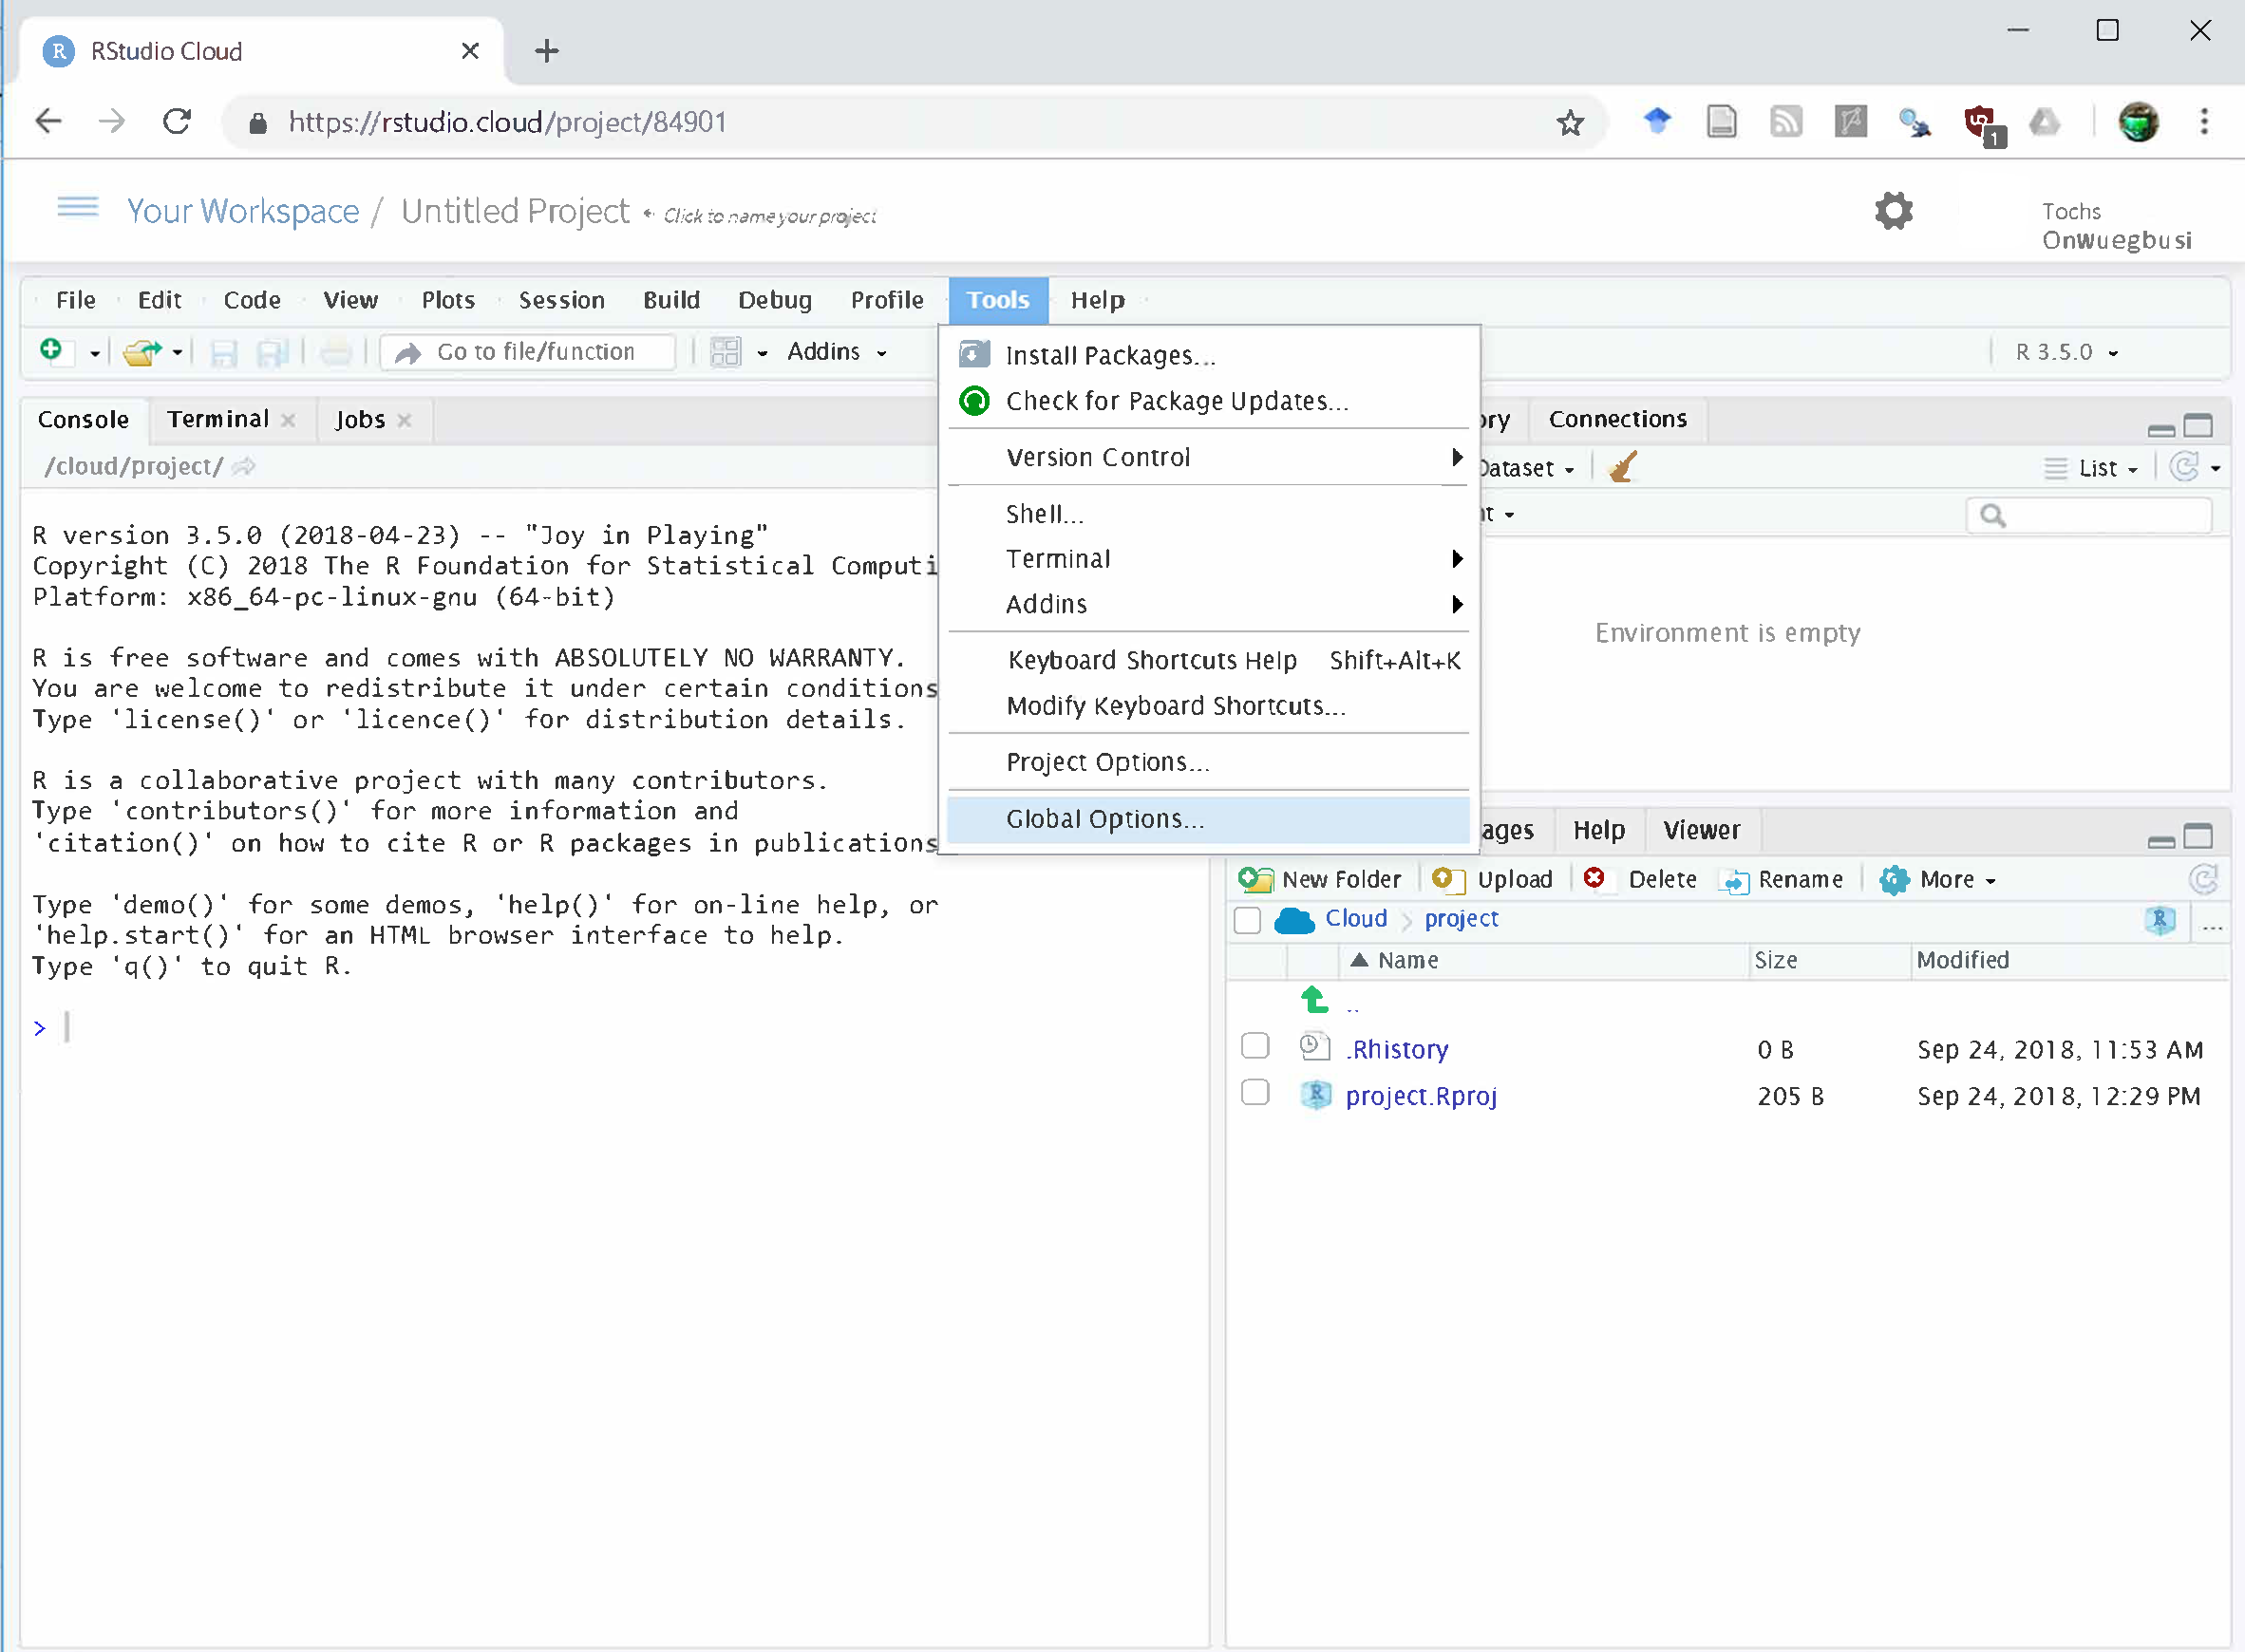 RStudio Cloud
https://rstudio.cloud/project/84901
1
Your Workspace / Untitled Project Click to name your project
Tochs
Onwuegbusi
File Edit Code View Plots Session Build Debug Profile Tools Help
Go to file/function Addins R 3.5.0
Install Packages...
Check for Package Updates...
Version Control
Shell...
Terminal
Addins
Keyboard Shortcuts Help Shift+Alt+K
Modify Keyboard Shortcuts...
Project Options...
Global Options...
Console Terminal Jobs
/cloud/project/
R version 3.5.0 (2018-04-23) -- "Joy in Playing"
Copyright (C) 2018 The R Foundation for Statistical Computi
Platform: x86_64-pc-linux-gnu (64-bit)
R is free software and comes with ABSOLUTELY NO WARRANTY.
You are welcome to redistribute it under certain conditions
Type 'license()' or 'licence()' for distribution details.
R is a collaborative project with many contributors.
Type 'contributors()' for more information and
'citation()' on how to cite R or R packages in publications
Type 'demo()' for some demos, 'help()' for on-line help, or
'help.start()' for an HTML browser interface to help.
Type 'q()' to quit R.
>
ory Connections
Dataset List
nt
Environment is empty
ages Help Viewer
New Folder Upload Delete Rename More
Cloud project ...
Name Size Modified
..
.Rhistory 0 B Sep 24, 2018, 11:53 AM
project.Rproj 205 B Sep 24, 2018, 12:29 PM